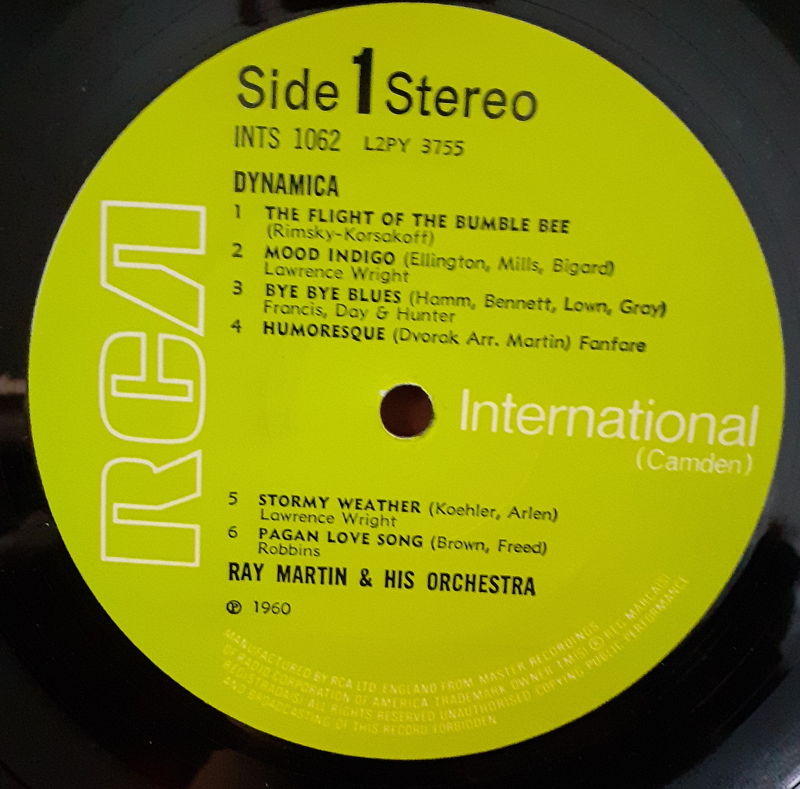 Side 1 Stereo
INTS 1062 L2PY 3755
DYNAMICA
1 THE FLIGHT OF THE BUMBLE BEE
(Rimsky-Korsakoff)
2 MOOD INDIGO (Ellington, Mills, Bigard)
Lawrence Wright
3 BYE BYE BLUES (Hamm, Bennett, Lown, Gray)
Francis, Day & Hunter
4 HUMORESQUE (Dvorak Arr. Martin) Fanfare
RCA
International
(Camden)
5 STORMY WEATHER (Koehler, Arlen)
Lawrence Wright
6 PAGAN LOVE SONG (Brown, Freed)
Robbins
RAY MARTIN & HIS ORCHESTRA
℗ 1960
MANUFACTURED BY RCA LTD. ENGLAND FROM MASTER RECORDINGS
OF RADIO CORPORATION OF AMERICA TRADEMARK OWNER TM(S) ® REG. MARCA(S)
REGISTRADA(S) ALL RIGHTS RESERVED UNAUTHORISED COPYING PUBLIC PERFORMANCE
AND BROADCASTING OF THIS RECORD FORBIDDEN